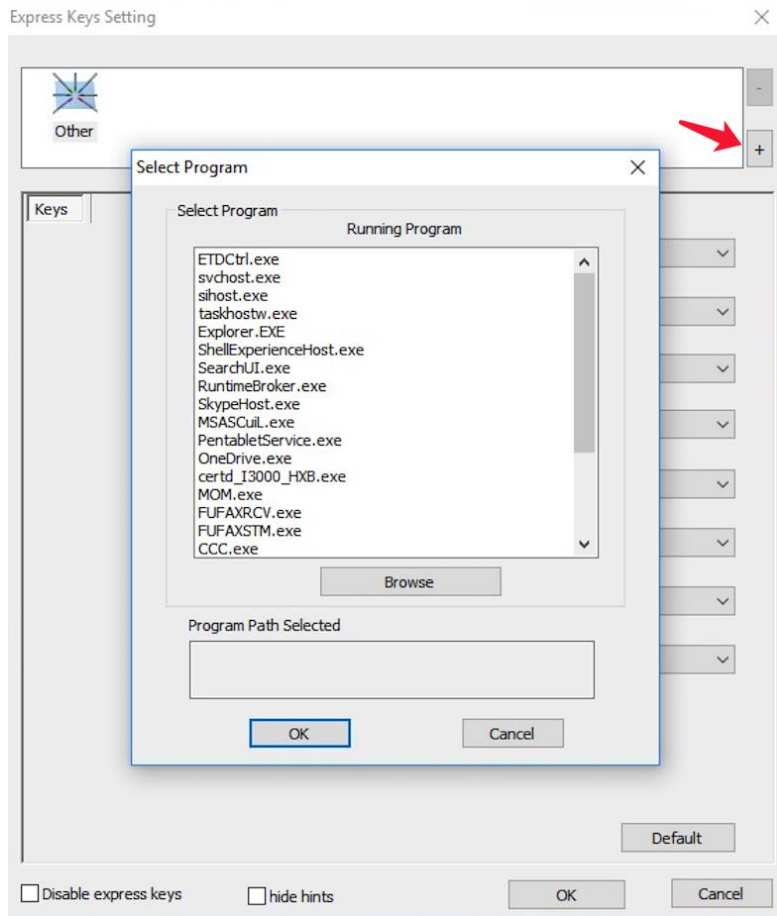 Express Keys Setting
Other
-
+
Select Program
Keys
Select Program
Running Program
ETDCtrl.exe
svchost.exe
sihost.exe
taskhostw.exe
Explorer.EXE
ShellExperienceHost.exe
SearchUI.exe
RuntimeBroker.exe
SkypeHost.exe
MSASCuiL.exe
PentabletService.exe
OneDrive.exe
certd_I3000_HXB.exe
MOM.exe
FUFAXRCV.exe
FUFAXSTM.exe
CCC.exe
Browse
Program Path Selected
OK
Cancel
Default
Disable express keys
hide hints
OK
Cancel